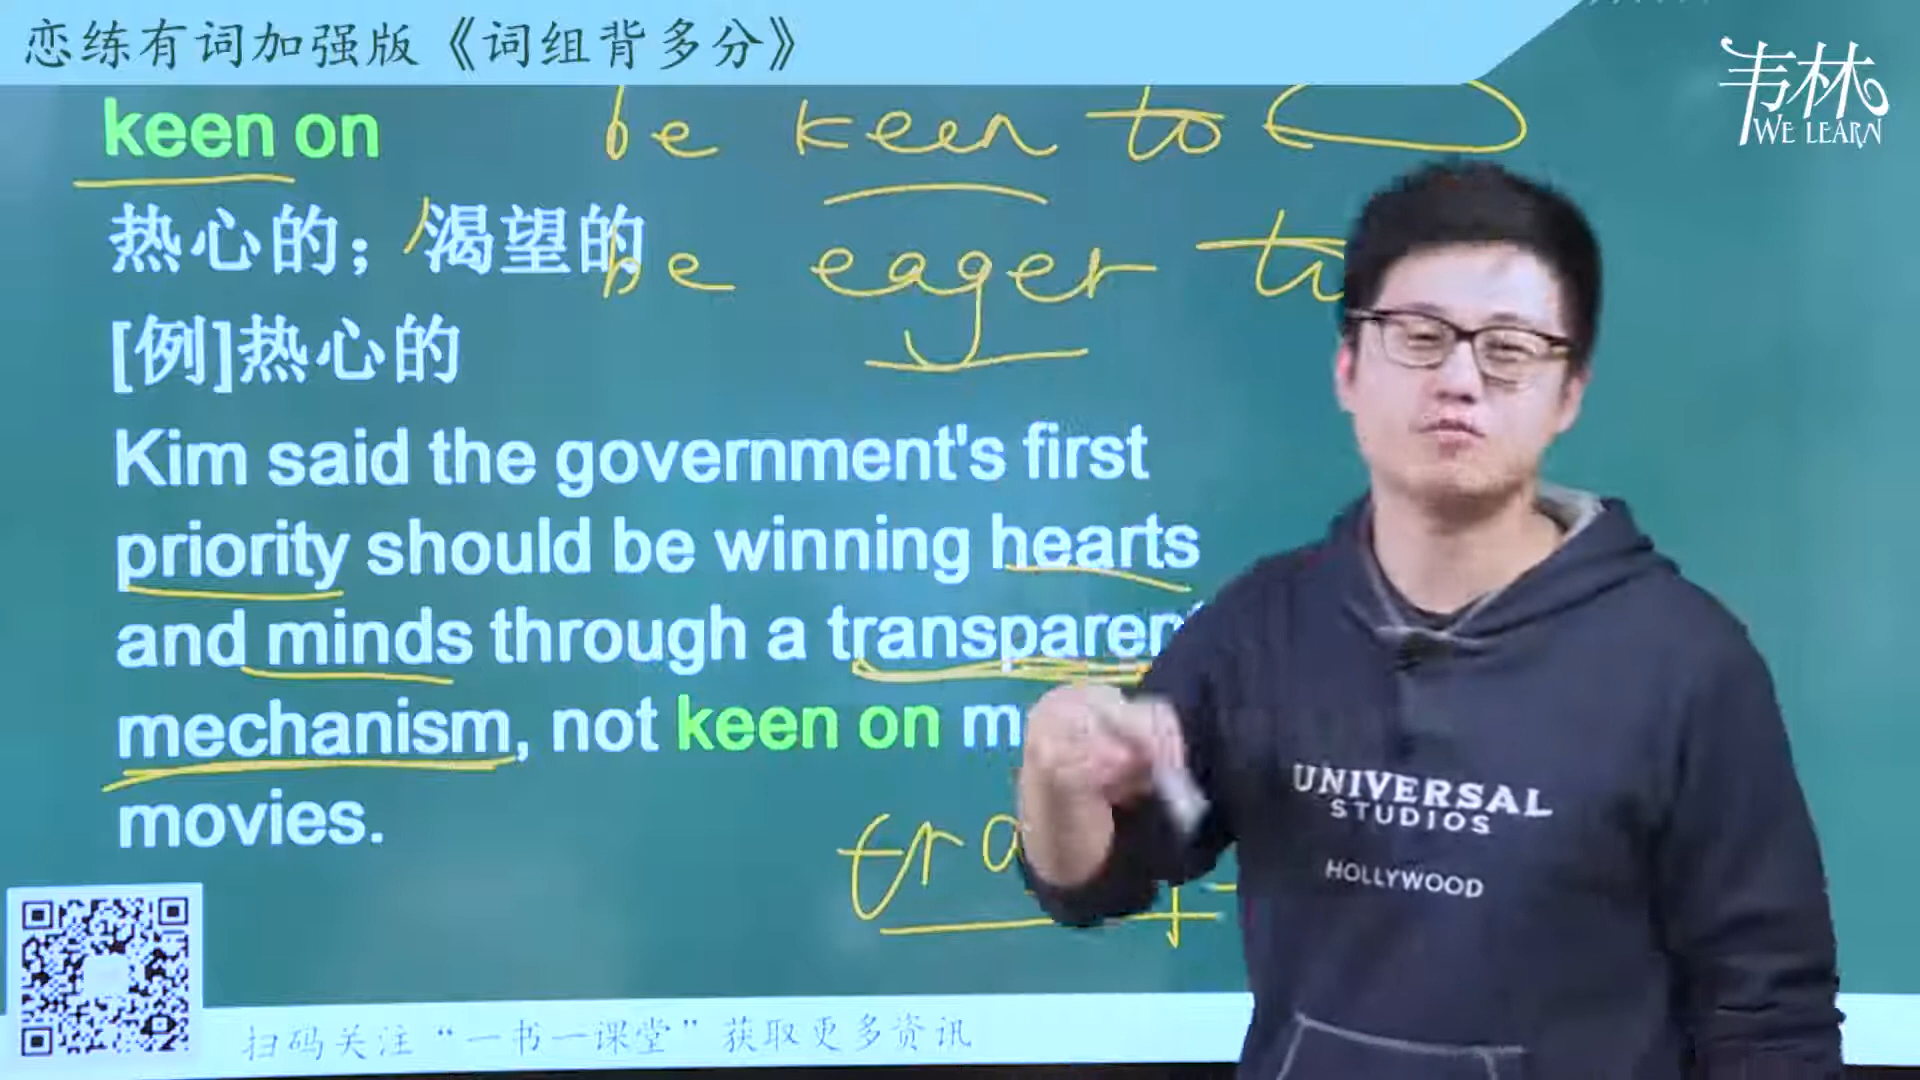 恋练有词加强版《词组背多分》
韦林
WE LEARN
keen on
be keen to
热心的；渴望的
be eager to
[例]热心的
Kim said the government's first
priority should be winning hearts
and minds through a transparent
mechanism, not keen on
movies.
tra
UNIVERSAL
STUDIOS
HOLLYWOOD
扫码关注“一书一课堂”获取更多资讯